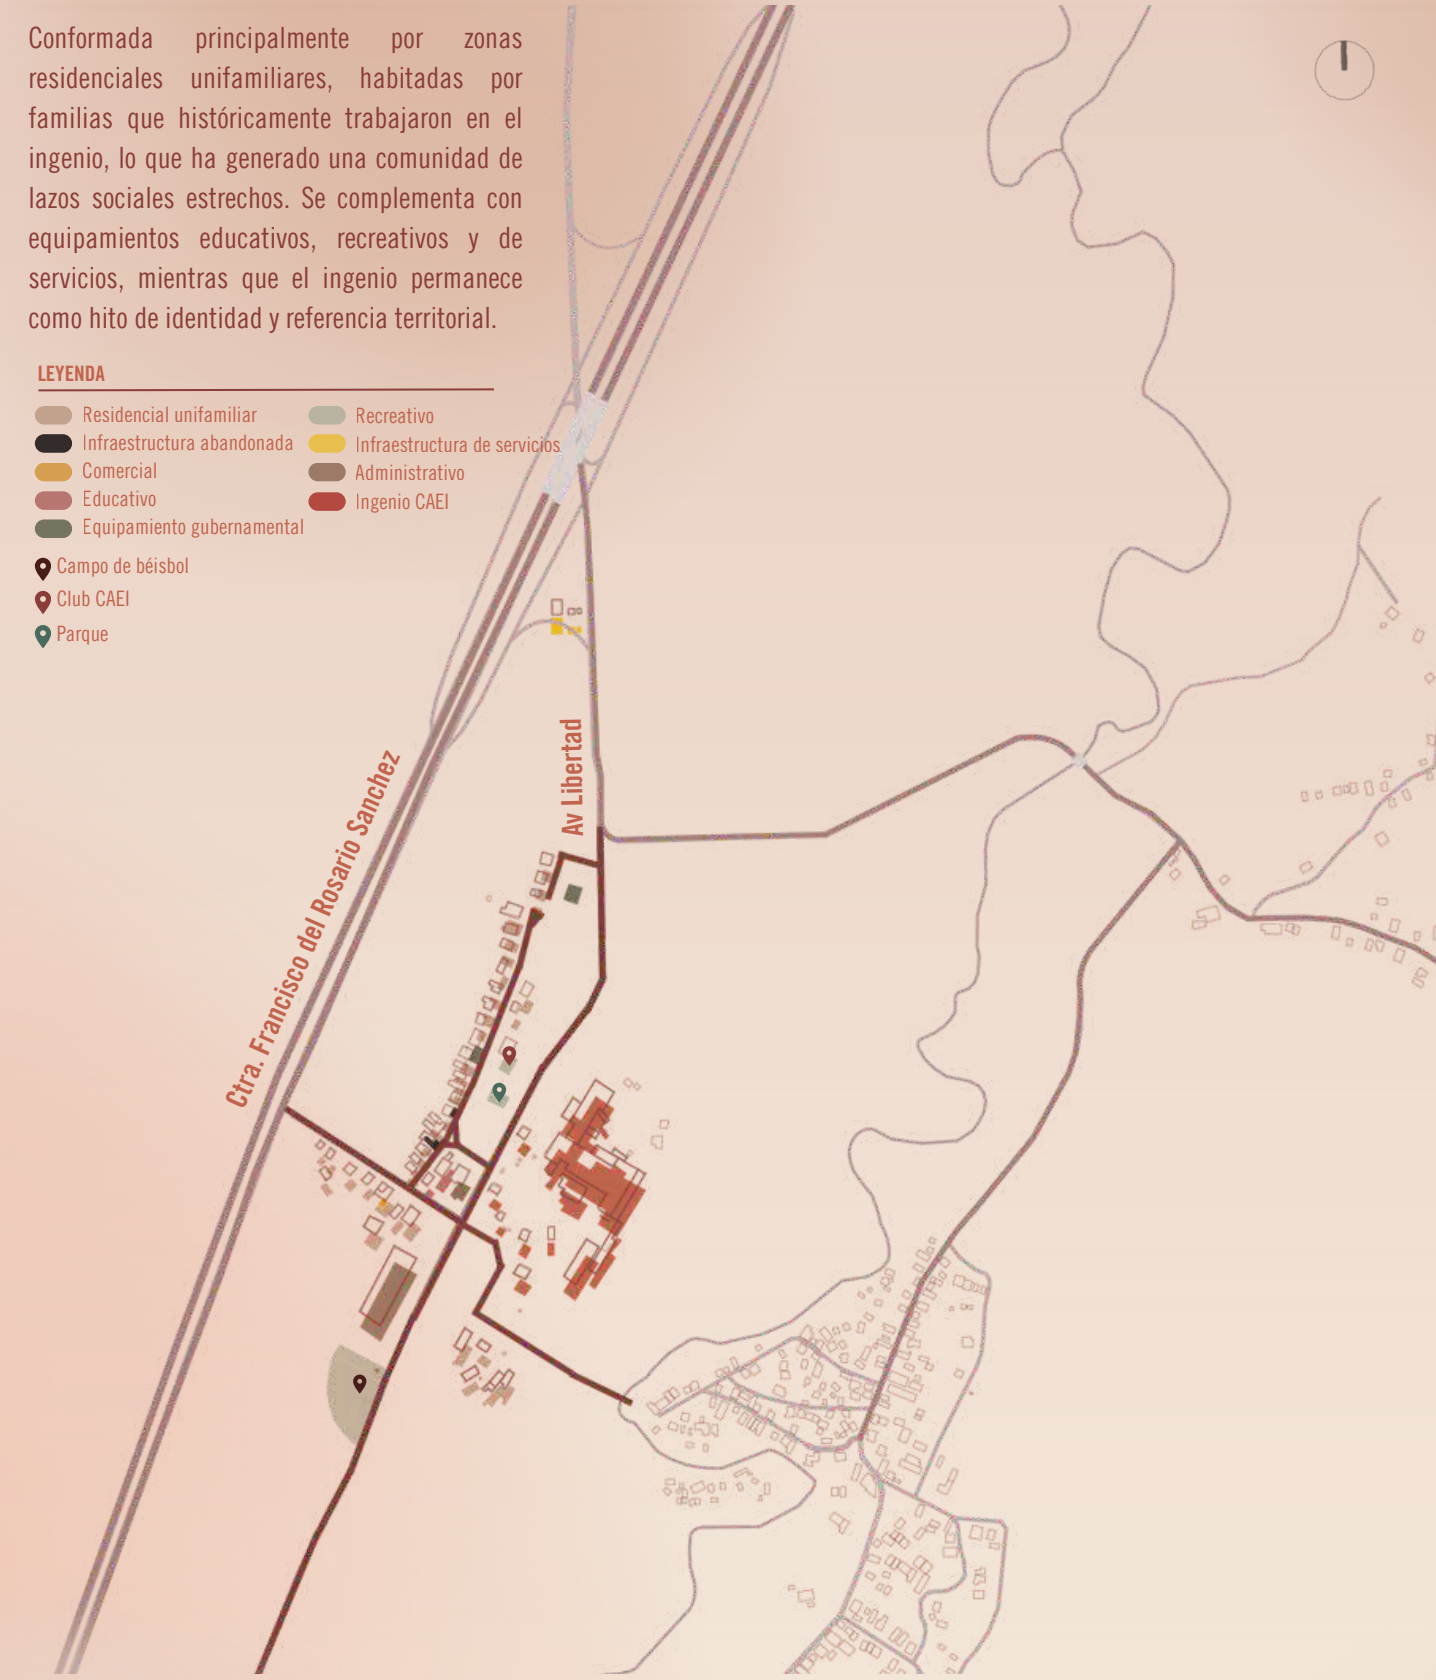 Conformada principalmente por zonas
residenciales unifamiliares, habitadas por
familias que históricamente trabajaron en el
ingenio, lo que ha generado una comunidad de
lazos sociales estrechos. Se complementa con
equipamientos educativos, recreativos y de
servicios, mientras que el ingenio permanece
como hito de identidad y referencia territorial.
LEYENDA
Residencial unifamiliar
Infraestructura abandonada
Comercial
Educativo
Equipamiento gubernamental
Recreativo
Infraestructura de servicios
Administrativo
Ingenio CAEI
Campo de béisbol
Club CAEI
Parque
Av Libertad
Ctra. Francisco del Rosario Sanchez